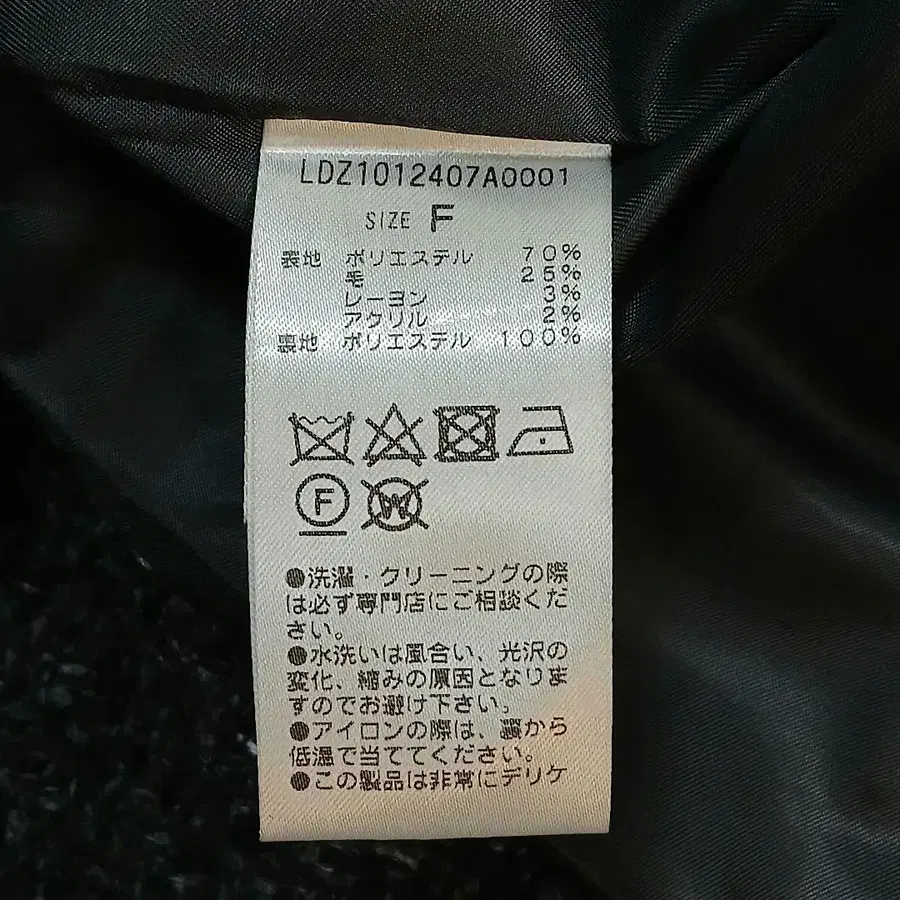 LDZ1012407A0001
SIZE F
表地 ポリエステル 70%
毛 25%
レーヨン 3%
アクリル 2%
裏地 ポリエステル 100%
F
W
●洗濯・クリーニングの際
は必ず専門店にご相談くだ
さい。
●水洗いは風合い、光沢の
変化、縮みの原因となりま
すのでお避け下さい。
●アイロンの際は、裏から
低温で当ててください。
●この製品は非常にデリケ